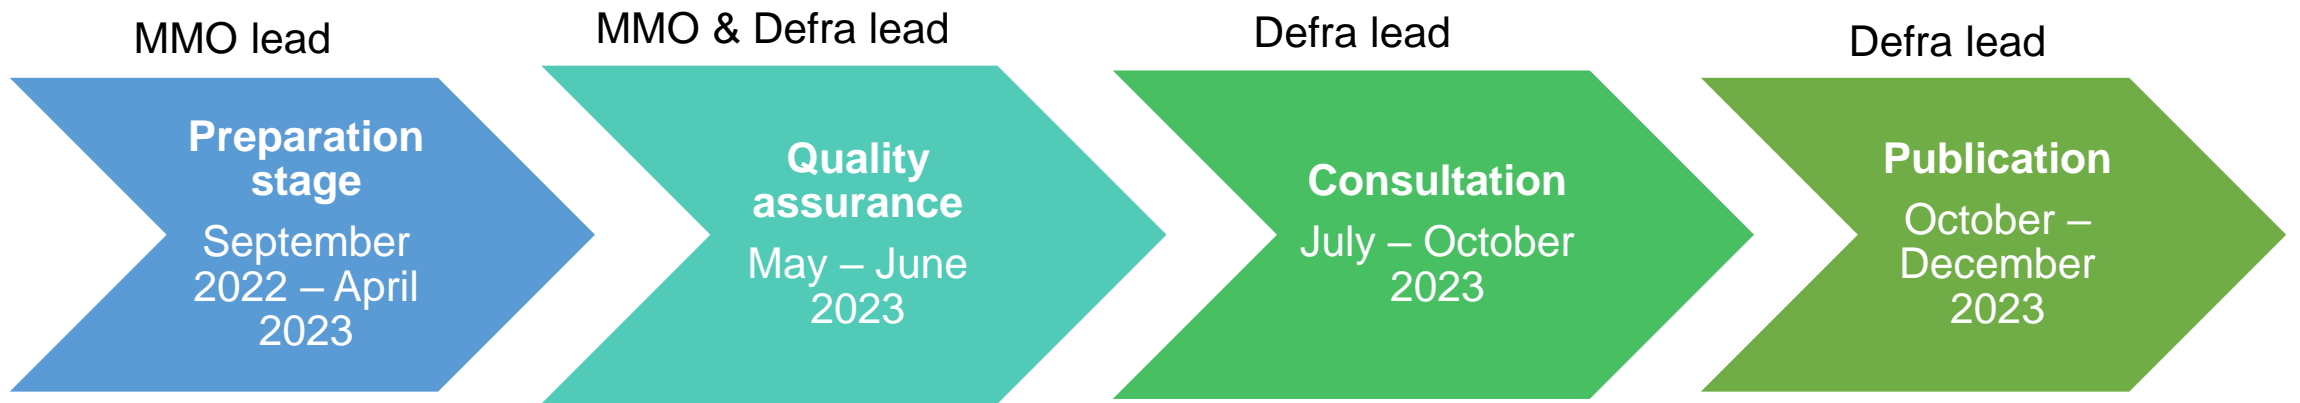 MMO lead
Preparation
stage
September
2022 – April
2023
MMO & Defra lead
Quality
assurance
May – June
2023
Defra lead
Consultation
July – October
2023
Defra lead
Publication
October –
December
2023